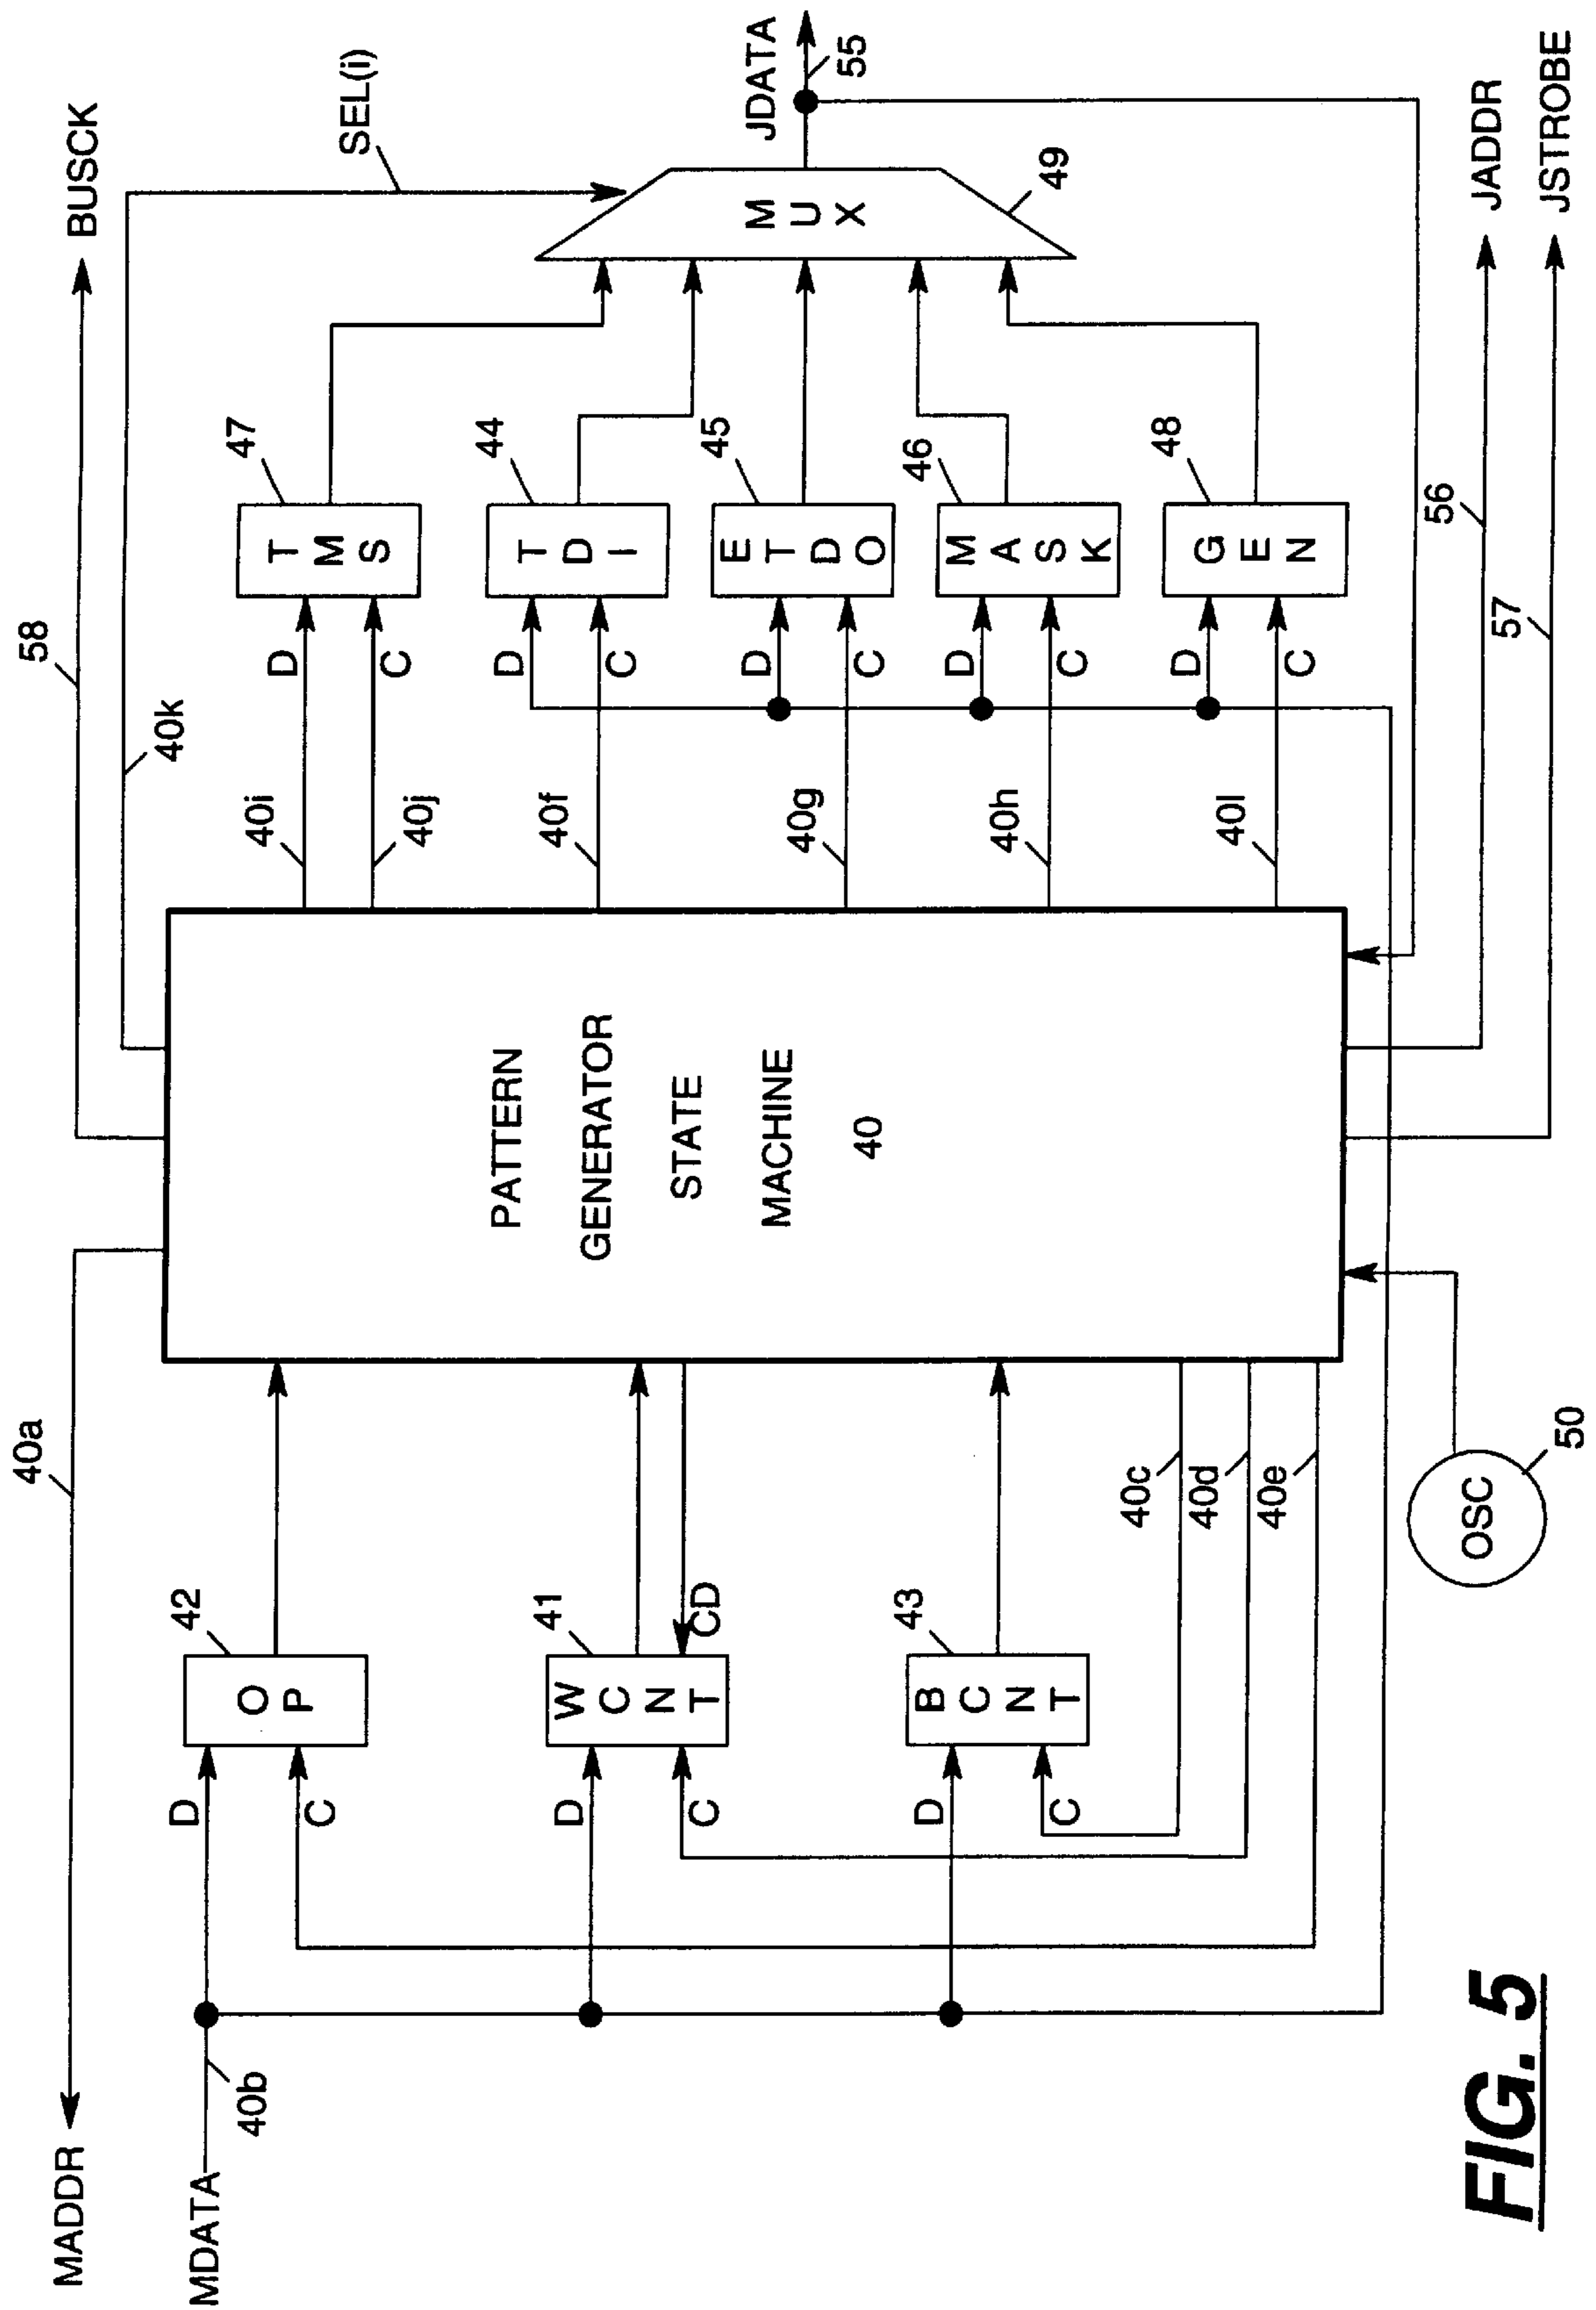 MADDR
40a
58
BUSCK
40k
SEL(i)
MDATA
40b
D
C
OP
42
D
C
WCNT
41
CD
D
C
BCNT
43
40c
40d
40e
OSC
50
PATTERN
GENERATOR
STATE
MACHINE
40
40i
40j
40f
40g
40h
40l
D
C
TMS
47
D
C
TDI
44
D
C
ETDO
45
D
C
MASK
46
D
C
GEN
48
MUX
49
JDATA
55
56
JADDR
57
JSTROBE
FIG. 5